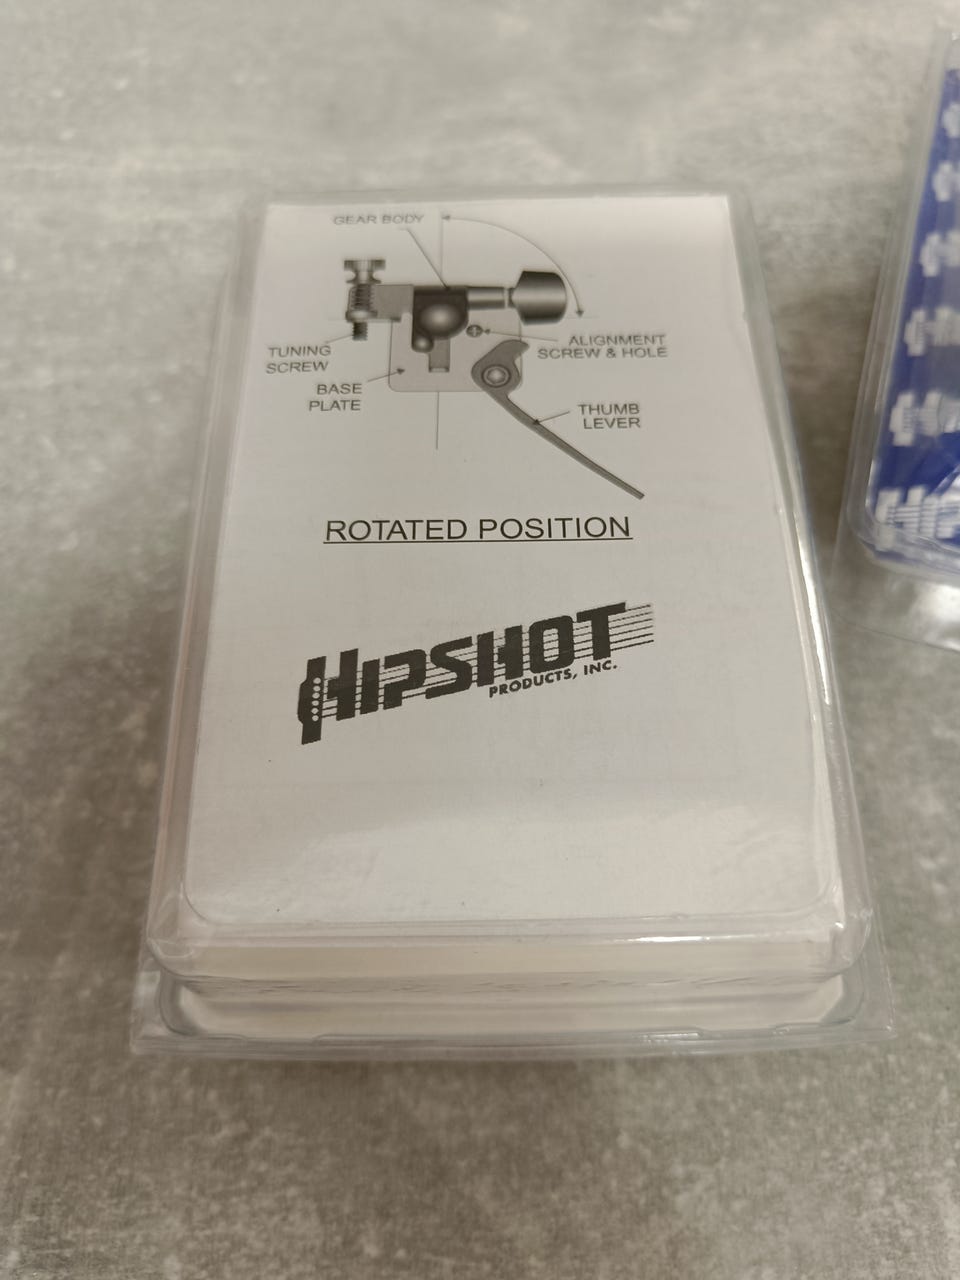 GEAR BODY
TUNING
SCREW
ALIGNMENT
SCREW & HOLE
BASE
PLATE
THUMB
LEVER
ROTATED POSITION
HIPSHOT
PRODUCTS, INC.